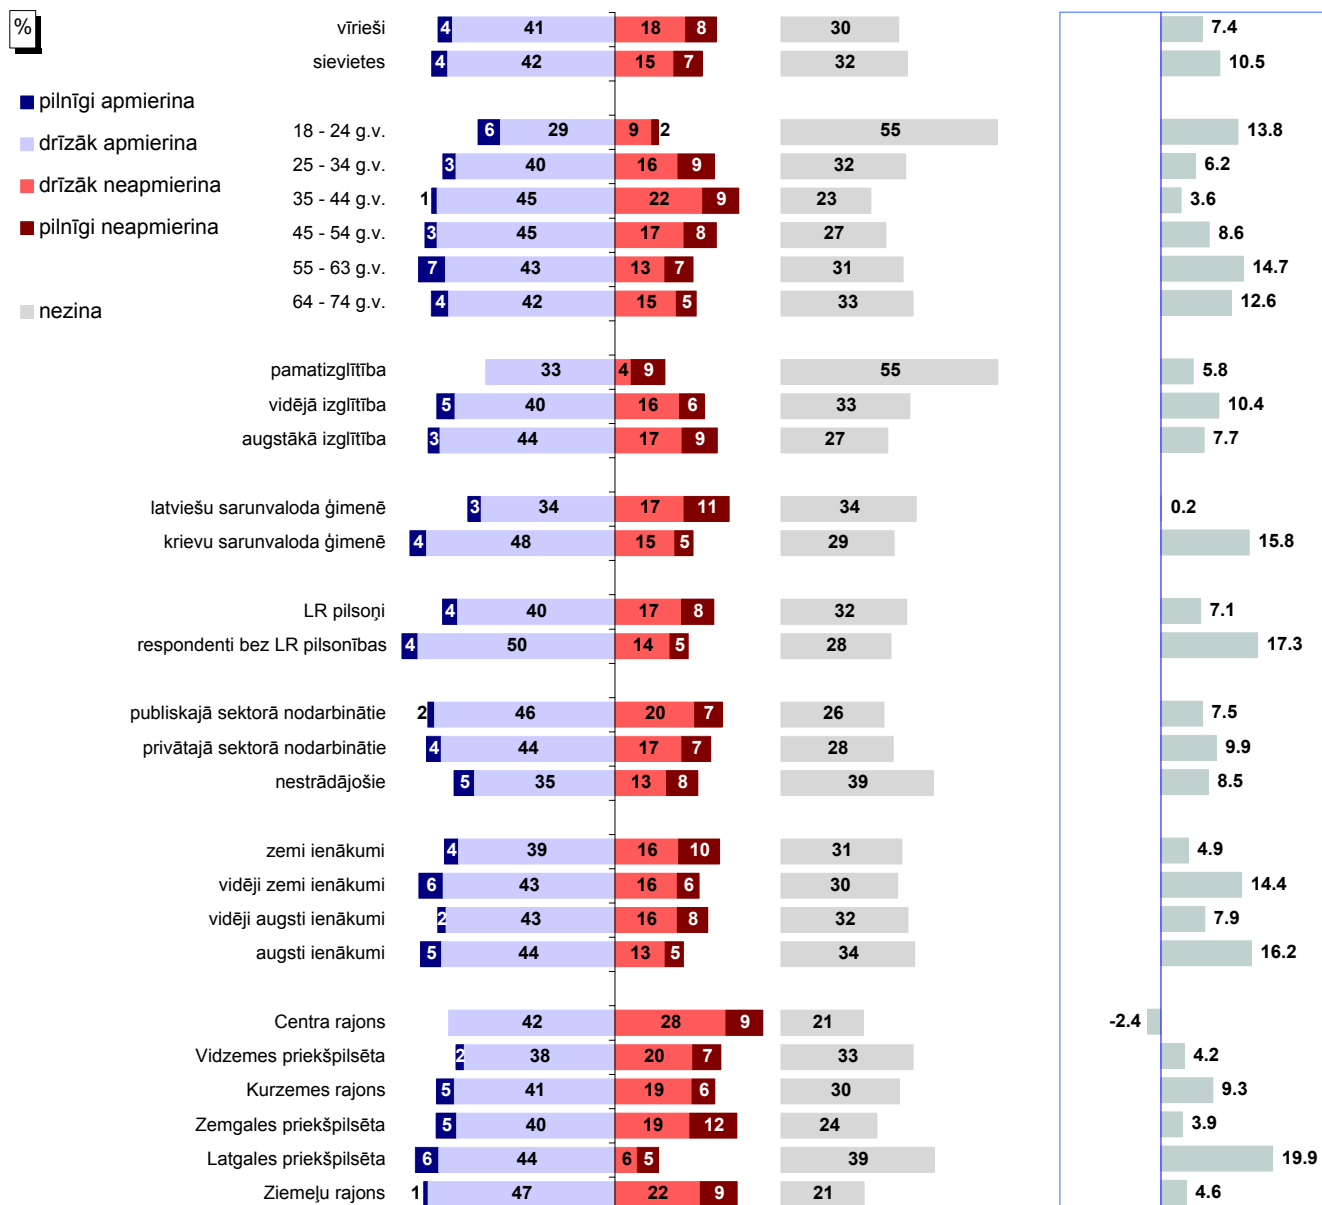 %
pilnīgi apmierina
drīzāk apmierina
drīzāk neapmierina
pilnīgi neapmierina
nezina
vīrieši 4 41 18 8 30 7.4
sievietes 4 42 15 7 32 10.5
18 - 24 g.v. 6 29 9 2 55 13.8
25 - 34 g.v. 3 40 16 9 32 6.2
35 - 44 g.v. 1 45 22 9 23 3.6
45 - 54 g.v. 3 45 17 8 27 8.6
55 - 63 g.v. 7 43 13 7 31 14.7
64 - 74 g.v. 4 42 15 5 33 12.6
pamatizglītība 33 4 9 55 5.8
vidējā izglītība 5 40 16 6 33 10.4
augstākā izglītība 3 44 17 9 27 7.7
latviešu sarunvaloda ģimenē 3 34 17 11 34 0.2
krievu sarunvaloda ģimenē 4 48 15 5 29 15.8
LR pilsoņi 4 40 17 8 32 7.1
respondenti bez LR pilsonības 4 50 14 5 28 17.3
publiskajā sektorā nodarbinātie 2 46 20 7 26 7.5
privātajā sektorā nodarbinātie 4 44 17 7 28 9.9
nestrādājošie 5 35 13 8 39 8.5
zemi ienākumi 4 39 16 10 31 4.9
vidēji zemi ienākumi 6 43 16 6 30 14.4
vidēji augsti ienākumi 2 43 16 8 32 7.9
augsti ienākumi 5 44 13 5 34 16.2
Centra rajons 42 28 9 21 -2.4
Vidzemes priekšpilsēta 2 38 20 7 33 4.2
Kurzemes rajons 5 41 19 6 30 9.3
Zemgales priekšpilsēta 5 40 19 12 24 3.9
Latgales priekšpilsēta 6 44 6 5 39 19.9
Ziemeļu rajons 1 47 22 9 21 4.6